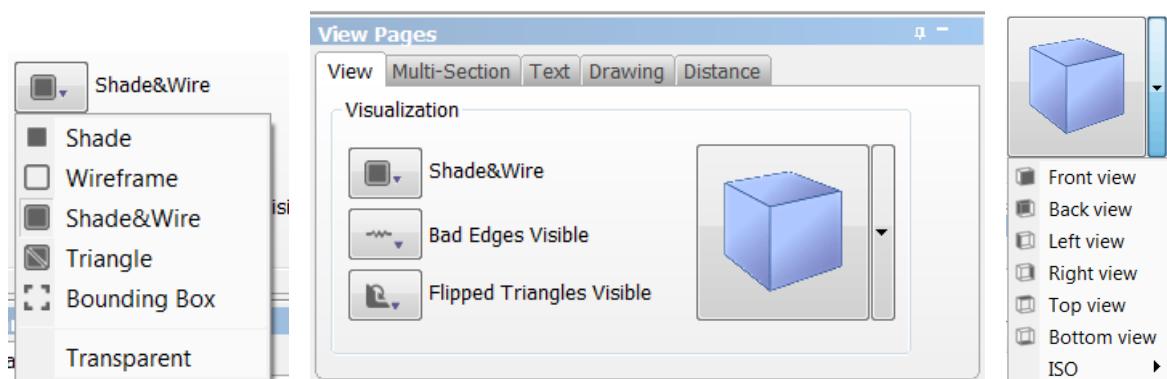 Shade&Wire
Shade
Wireframe
Shade&Wire
Triangle
Bounding Box
Transparent
View Pages
View Multi-Section Text Drawing Distance
Visualization
Shade&Wire
Bad Edges Visible
Flipped Triangles Visible
Front view
Back view
Left view
Right view
Top view
Bottom view
ISO